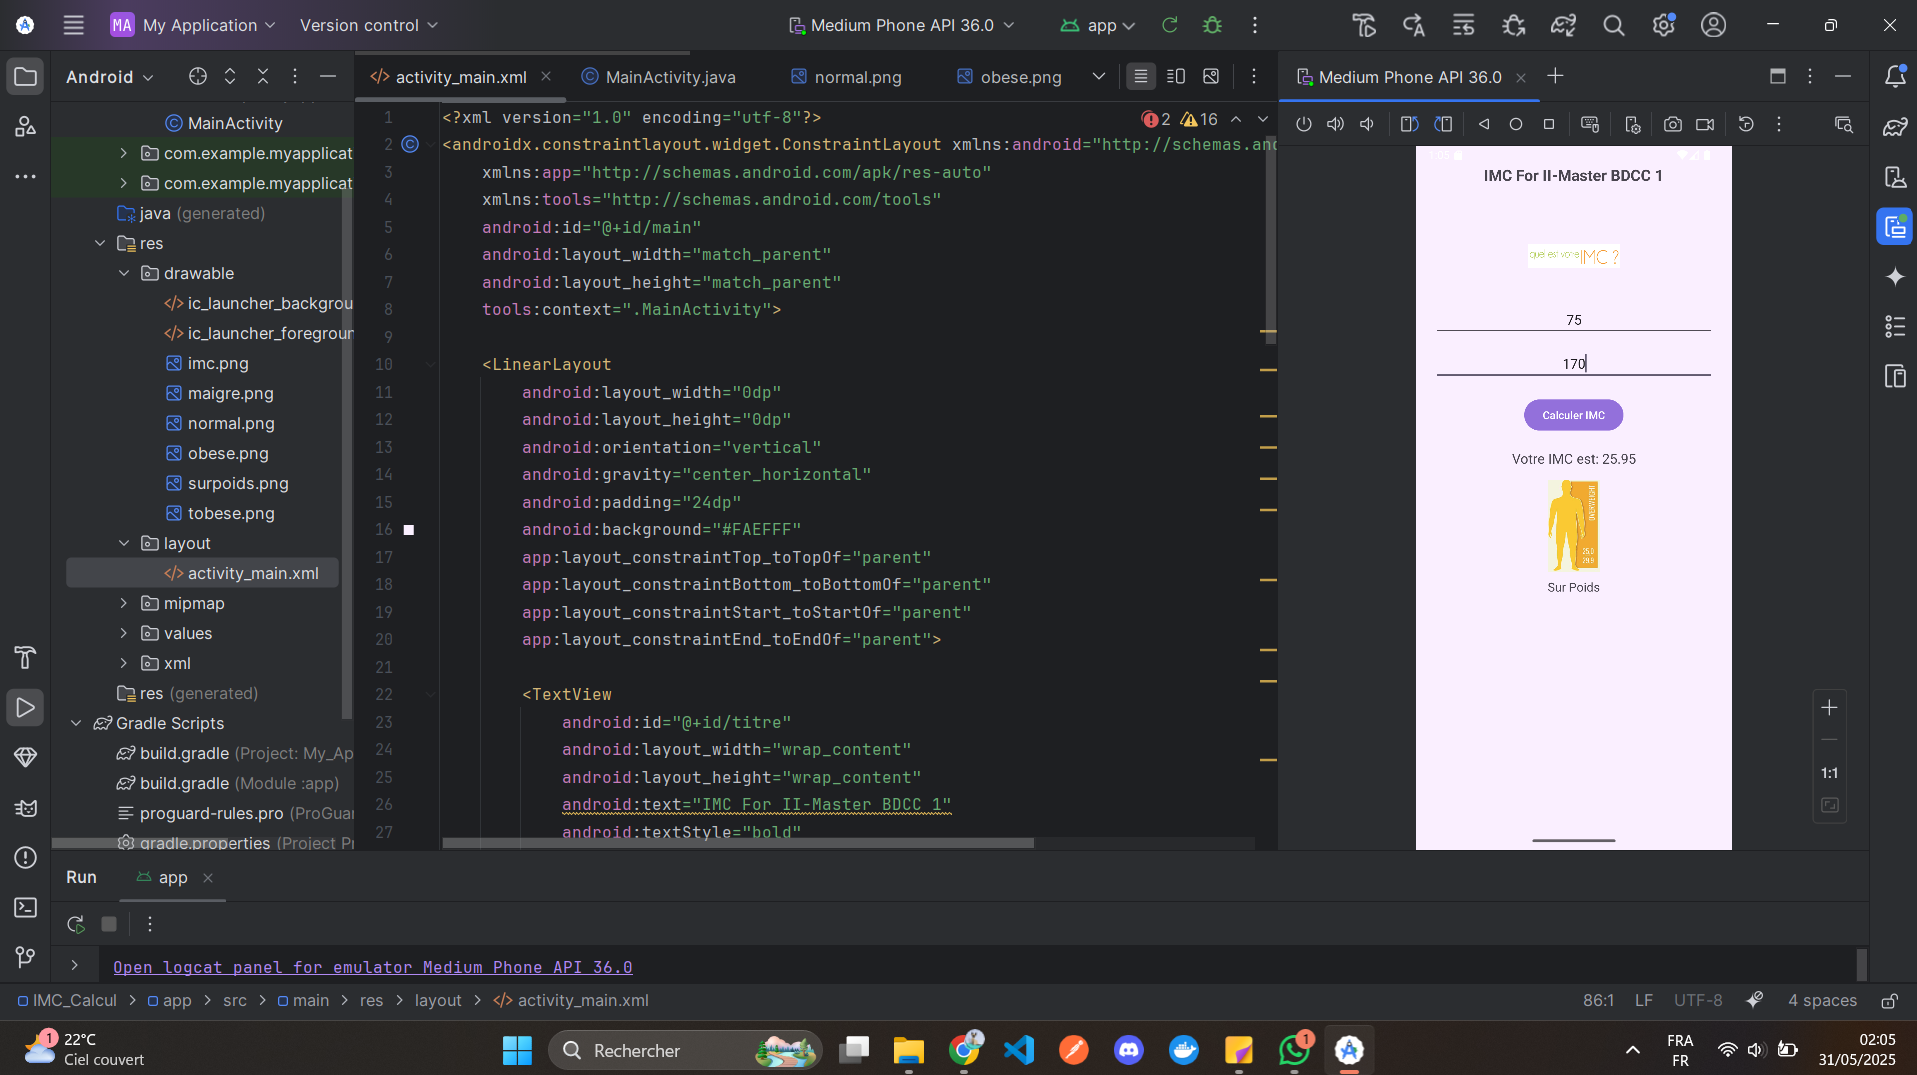 MA My Application Version control Medium Phone API 36.0 app
Android
activity_main.xml MainActivity.java normal.png obese.png
Medium Phone API 36.0
MainActivity
com.example.myapplicat
com.example.myapplicat
java (generated)
res
drawable
ic_launcher_backgrou
ic_launcher_foregroun
imc.png
maigre.png
normal.png
obese.png
surpoids.png
tobese.png
layout
activity_main.xml
mipmap
values
xml
res (generated)
Gradle Scripts
build.gradle (Project: My_Ap
build.gradle (Module :app)
proguard-rules.pro (ProGuar
gradle.properties (Project Pr
2 16
1 <?xml version="1.0" encoding="utf-8"?>
2 <androidx.constraintlayout.widget.ConstraintLayout xmlns:android="http://schemas.and
3 xmlns:app="http://schemas.android.com/apk/res-auto"
4 xmlns:tools="http://schemas.android.com/tools"
5 android:id="@+id/main"
6 android:layout_width="match_parent"
7 android:layout_height="match_parent"
8 tools:context=".MainActivity">
9
10 <LinearLayout
11 android:layout_width="0dp"
12 android:layout_height="0dp"
13 android:orientation="vertical"
14 android:gravity="center_horizontal"
15 android:padding="24dp"
16 android:background="#FAEFFF"
17 app:layout_constraintTop_toTopOf="parent"
18 app:layout_constraintBottom_toBottomOf="parent"
19 app:layout_constraintStart_toStartOf="parent"
20 app:layout_constraintEnd_toEndOf="parent">
21
22 <TextView
23 android:id="@+id/titre"
24 android:layout_width="wrap_content"
25 android:layout_height="wrap_content"
26 android:text="IMC For II-Master BDCC 1"
27 android:textStyle="bold"
IMC For II-Master BDCC 1
quel est votre IMC ?
75
170
Calculer IMC
Votre IMC est: 25.95
OVERWEIGHT
25.0
29.9
Sur Poids
1:1
Run app
Open logcat panel for emulator Medium Phone API 36.0
IMC_Calcul > app > src > main > res > layout > activity_main.xml
86:1 LF UTF-8 4 spaces
1
22°C
Ciel couvert
Rechercher
1
FRA
FR
02:05
31/05/2025